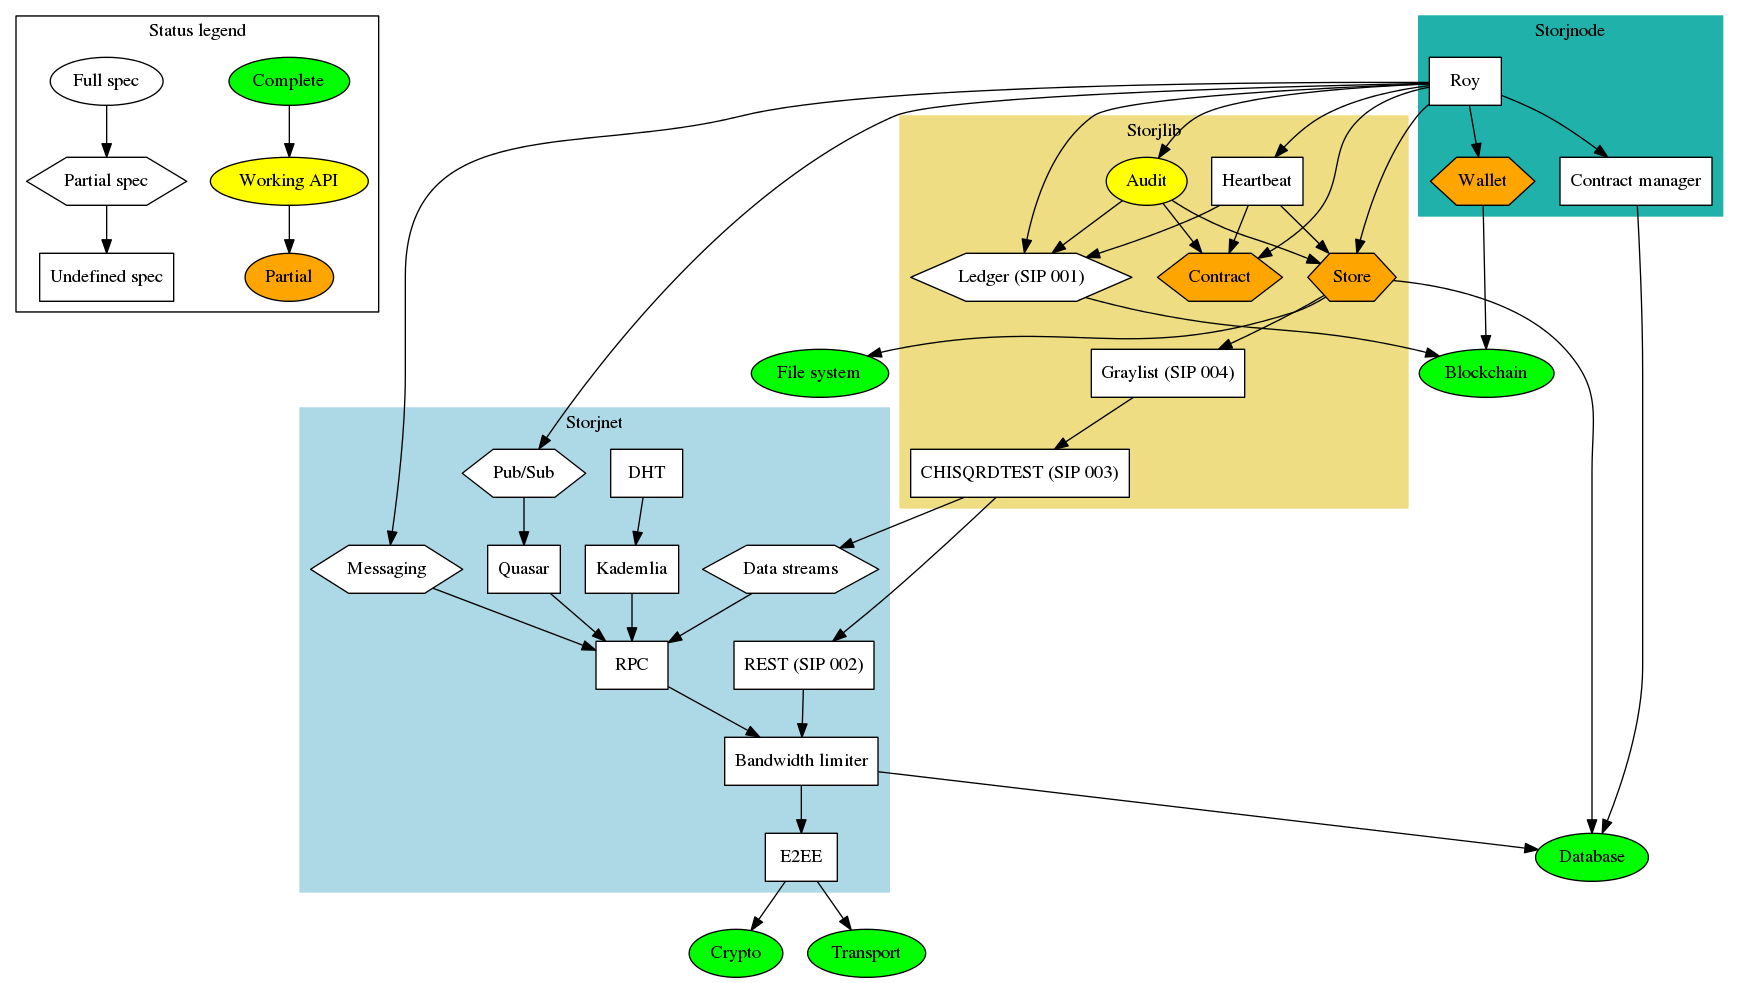 Status legend
Full spec
Complete
Partial spec
Working API
Undefined spec
Partial
Storjnode
Roy
Wallet
Contract manager
Storjlib
Audit
Heartbeat
Ledger (SIP 001)
Contract
Store
File system
Graylist (SIP 004)
Blockchain
CHISQRDTEST (SIP 003)
Storjnet
Pub/Sub
DHT
Messaging
Quasar
Kademlia
Data streams
RPC
REST (SIP 002)
Bandwidth limiter
E2EE
Database
Crypto
Transport